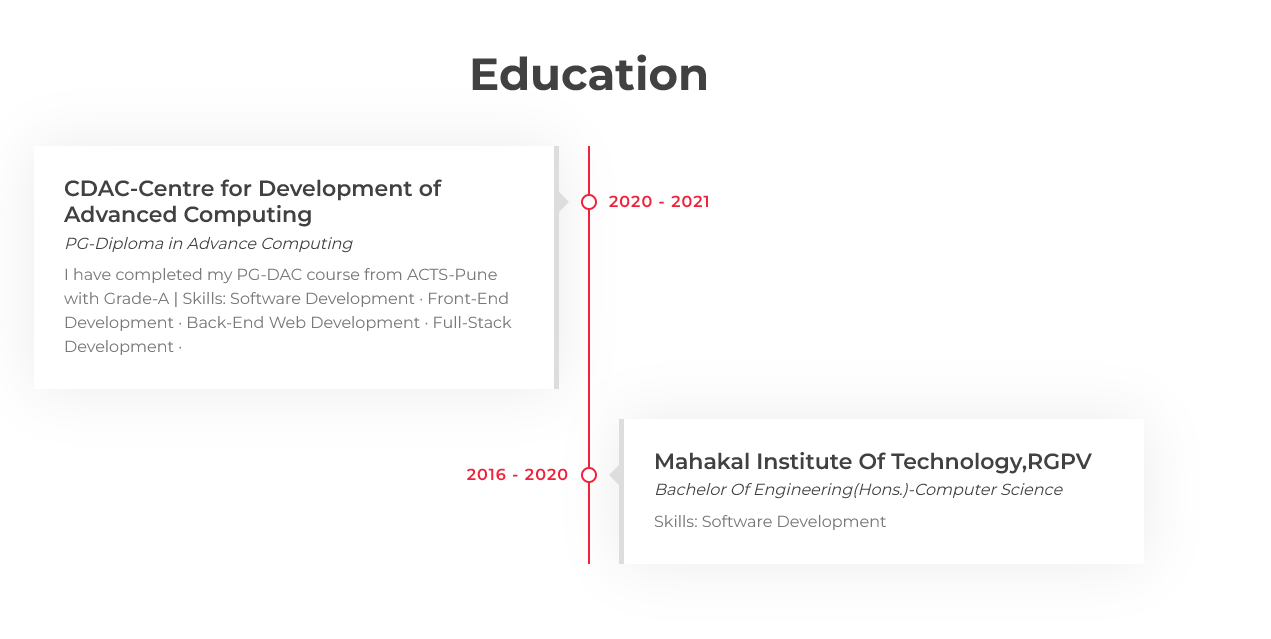 Education
CDAC-Centre for Development of
Advanced Computing
PG-Diploma in Advance Computing
I have completed my PG-DAC course from ACTS-Pune
with Grade-A | Skills: Software Development · Front-End
Development · Back-End Web Development · Full-Stack
Development ·
2020 - 2021
2016 - 2020
Mahakal Institute Of Technology,RGPV
Bachelor Of Engineering(Hons.)-Computer Science
Skills: Software Development